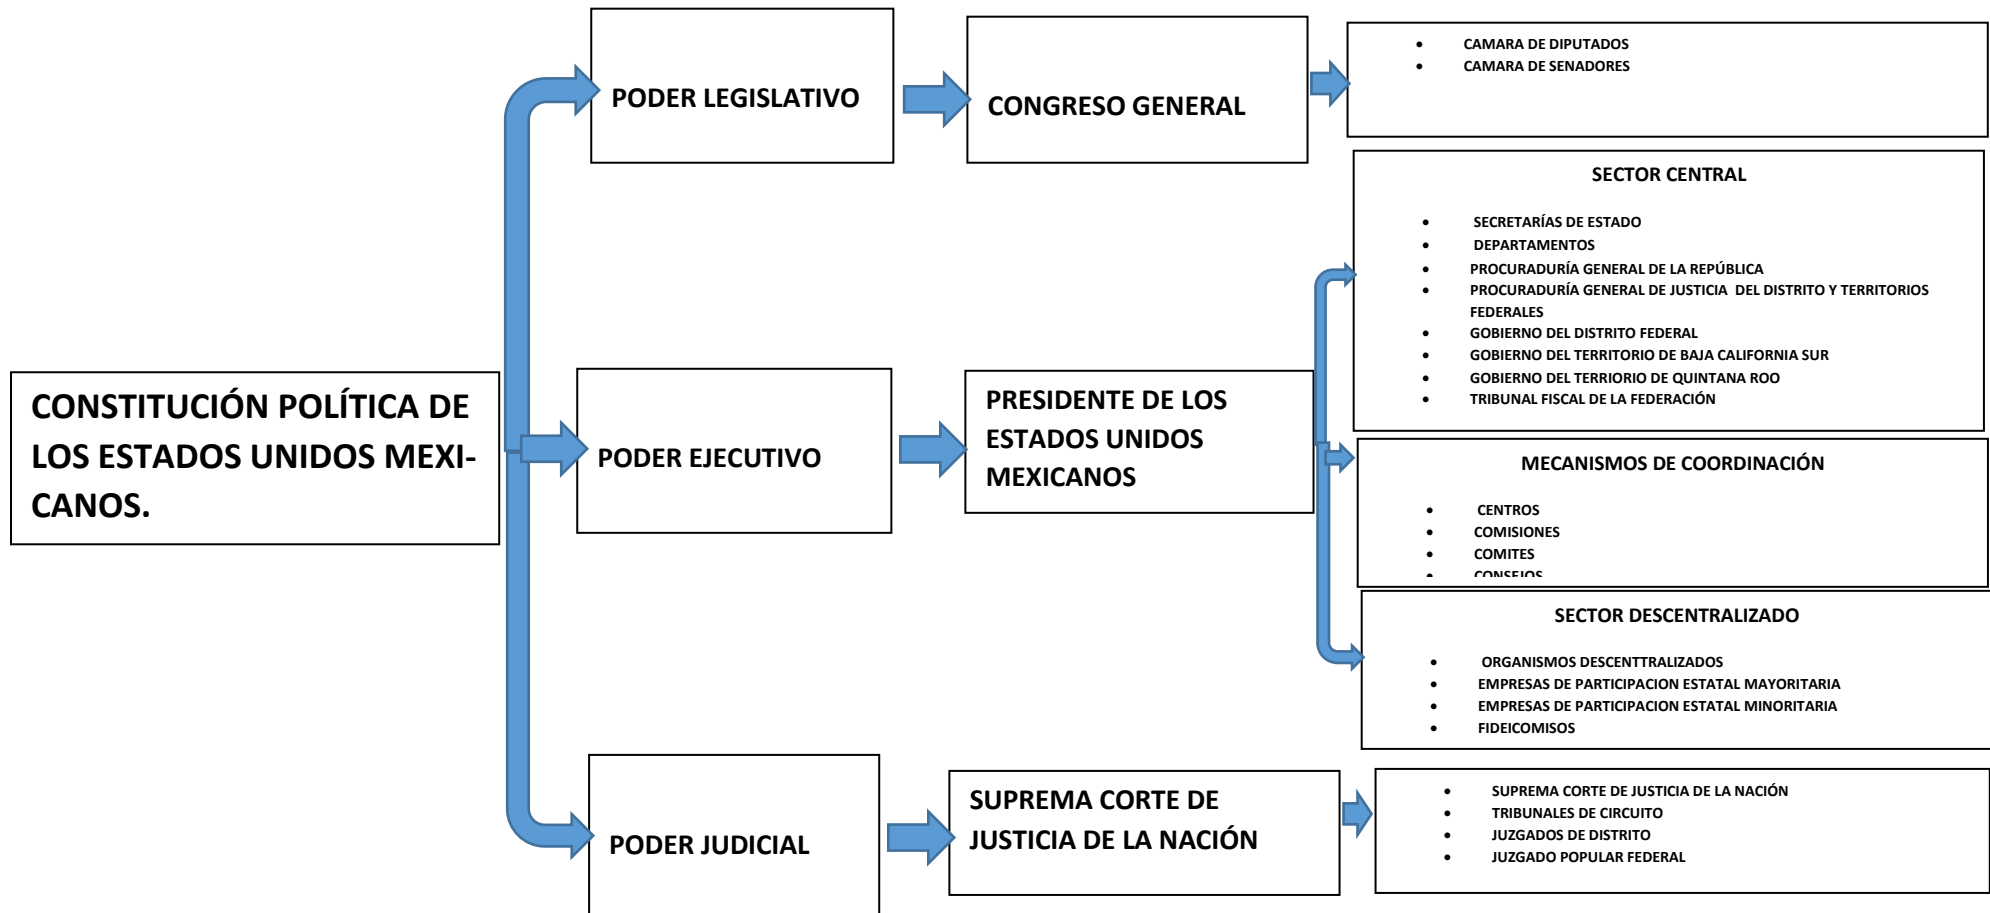 CONSTITUCIÓN POLÍTICA DE
LOS ESTADOS UNIDOS MEXI-
CANOS.
PODER LEGISLATIVO
CONGRESO GENERAL
• CAMARA DE DIPUTADOS
• CAMARA DE SENADORES
PODER EJECUTIVO
PRESIDENTE DE LOS
ESTADOS UNIDOS
MEXICANOS
SECTOR CENTRAL
• SECRETARÍAS DE ESTADO
• DEPARTAMENTOS
• PROCURADURÍA GENERAL DE LA REPÚBLICA
• PROCURADURÍA GENERAL DE JUSTICIA DEL DISTRITO Y TERRITORIOS
FEDERALES
• GOBIERNO DEL DISTRITO FEDERAL
• GOBIERNO DEL TERRITORIO DE BAJA CALIFORNIA SUR
• GOBIERNO DEL TERRIORIO DE QUINTANA ROO
• TRIBUNAL FISCAL DE LA FEDERACIÓN
MECANISMOS DE COORDINACIÓN
• CENTROS
• COMISIONES
• COMITES
• CONSEJOS
SECTOR DESCENTRALIZADO
• ORGANISMOS DESCENTTRALIZADOS
• EMPRESAS DE PARTICIPACION ESTATAL MAYORITARIA
• EMPRESAS DE PARTICIPACION ESTATAL MINORITARIA
• FIDEICOMISOS
PODER JUDICIAL
SUPREMA CORTE DE
JUSTICIA DE LA NACIÓN
• SUPREMA CORTE DE JUSTICIA DE LA NACIÓN
• TRIBUNALES DE CIRCUITO
• JUZGADOS DE DISTRITO
• JUZGADO POPULAR FEDERAL